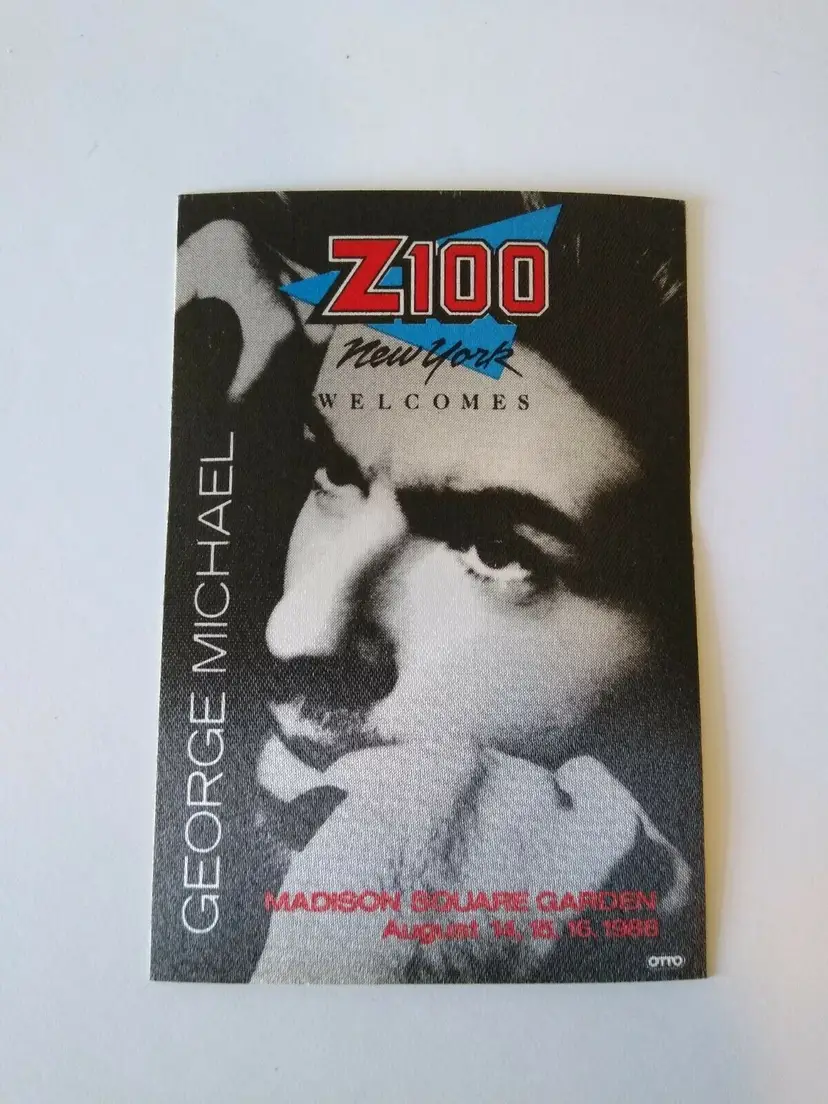 Z100
New York
WELCOMES
GEORGE MICHAEL
MADISON SQUARE GARDEN
August 14, 15, 16, 1988
OTTO